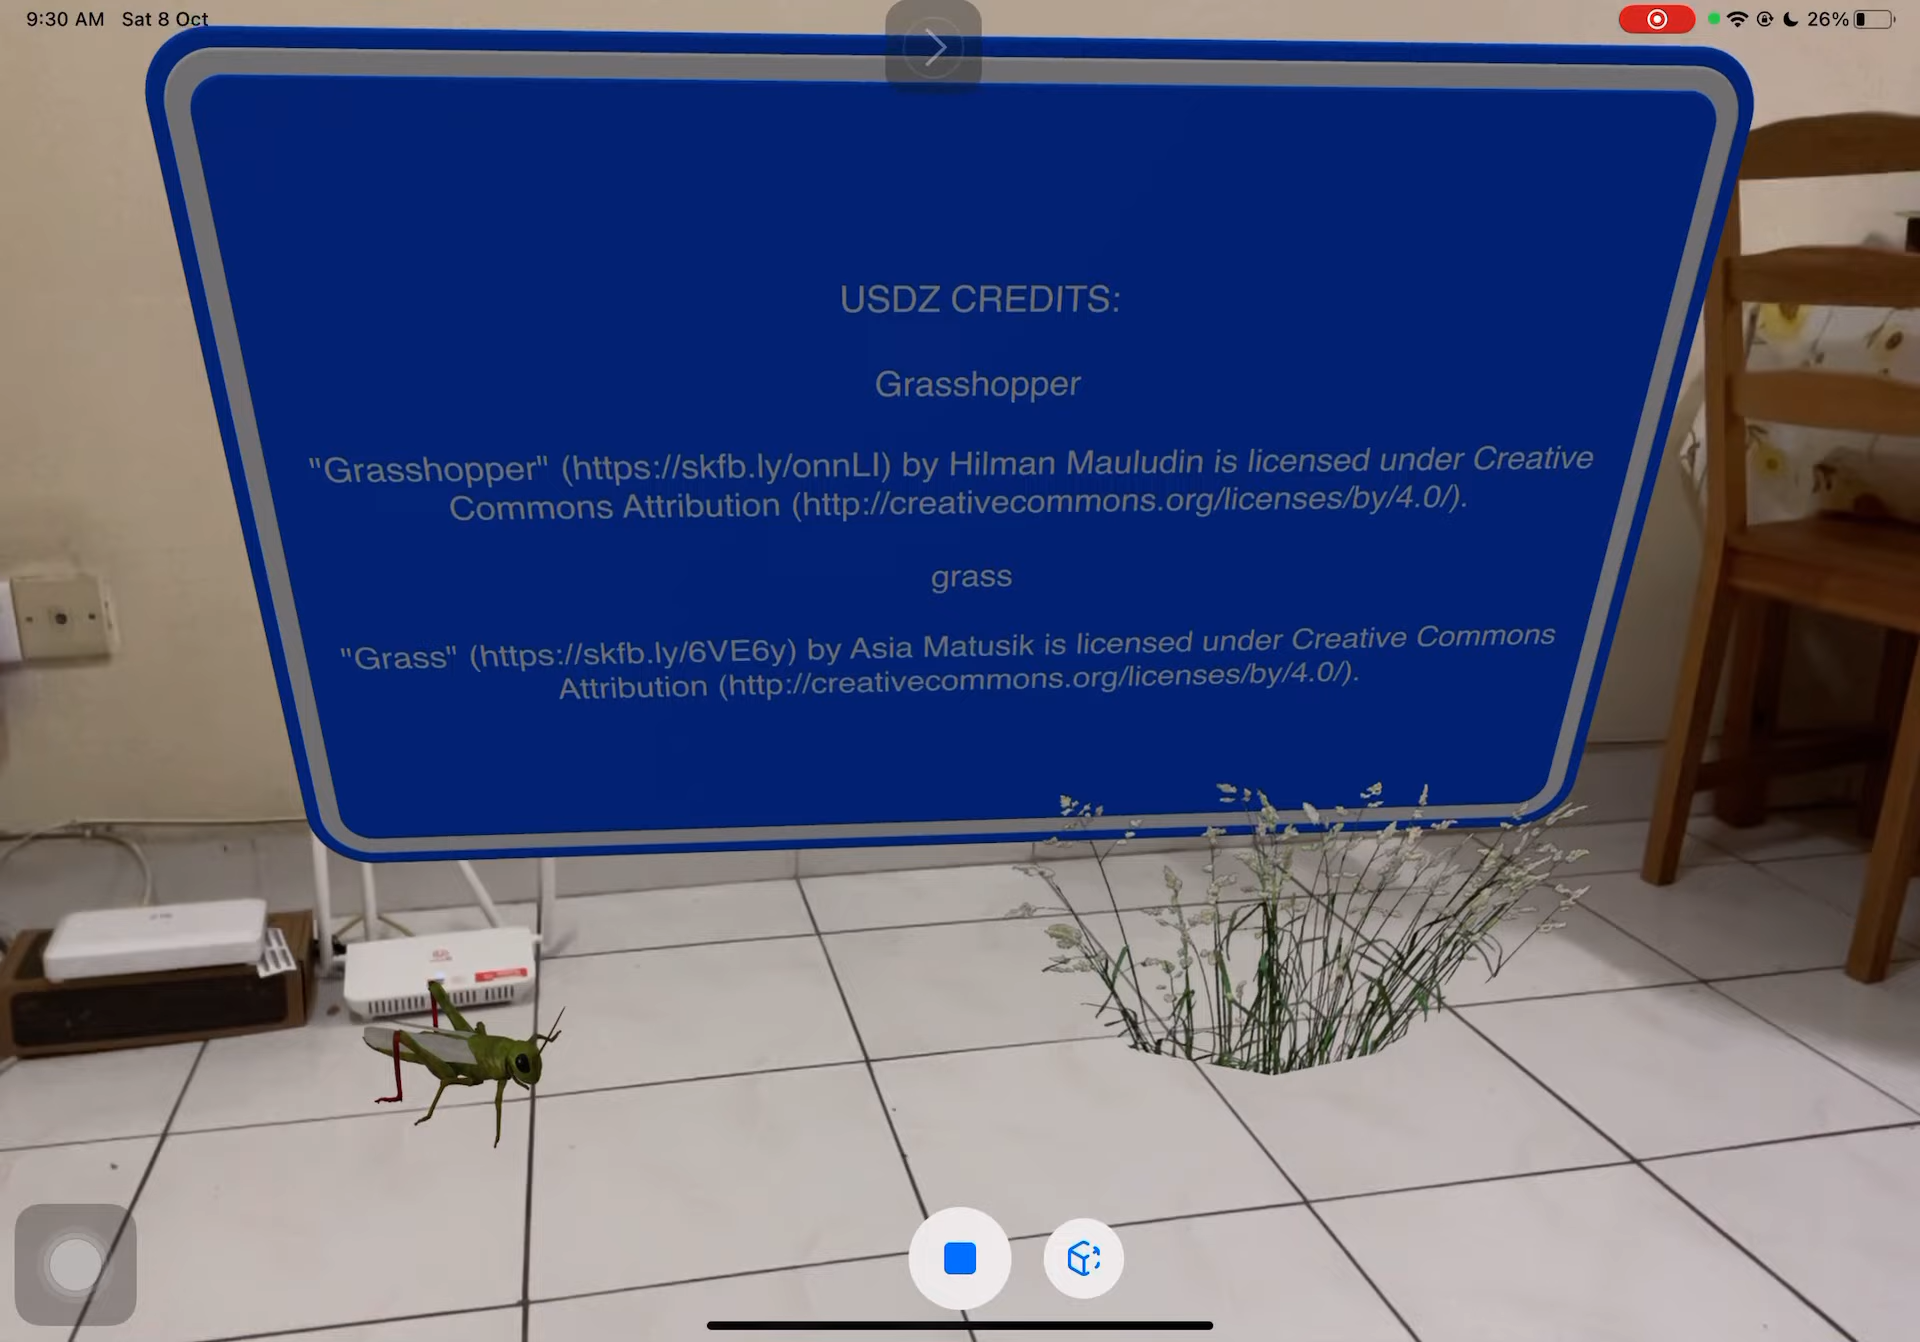 9:30 AM Sat 8 Oct
26%
USDZ CREDITS:
Grasshopper
"Grasshopper" (https://skfb.ly/onnLI) by Hilman Mauludin is licensed under Creative
Commons Attribution (http://creativecommons.org/licenses/by/4.0/).
grass
"Grass" (https://skfb.ly/6VE6y) by Asia Matusik is licensed under Creative Commons
Attribution (http://creativecommons.org/licenses/by/4.0/).